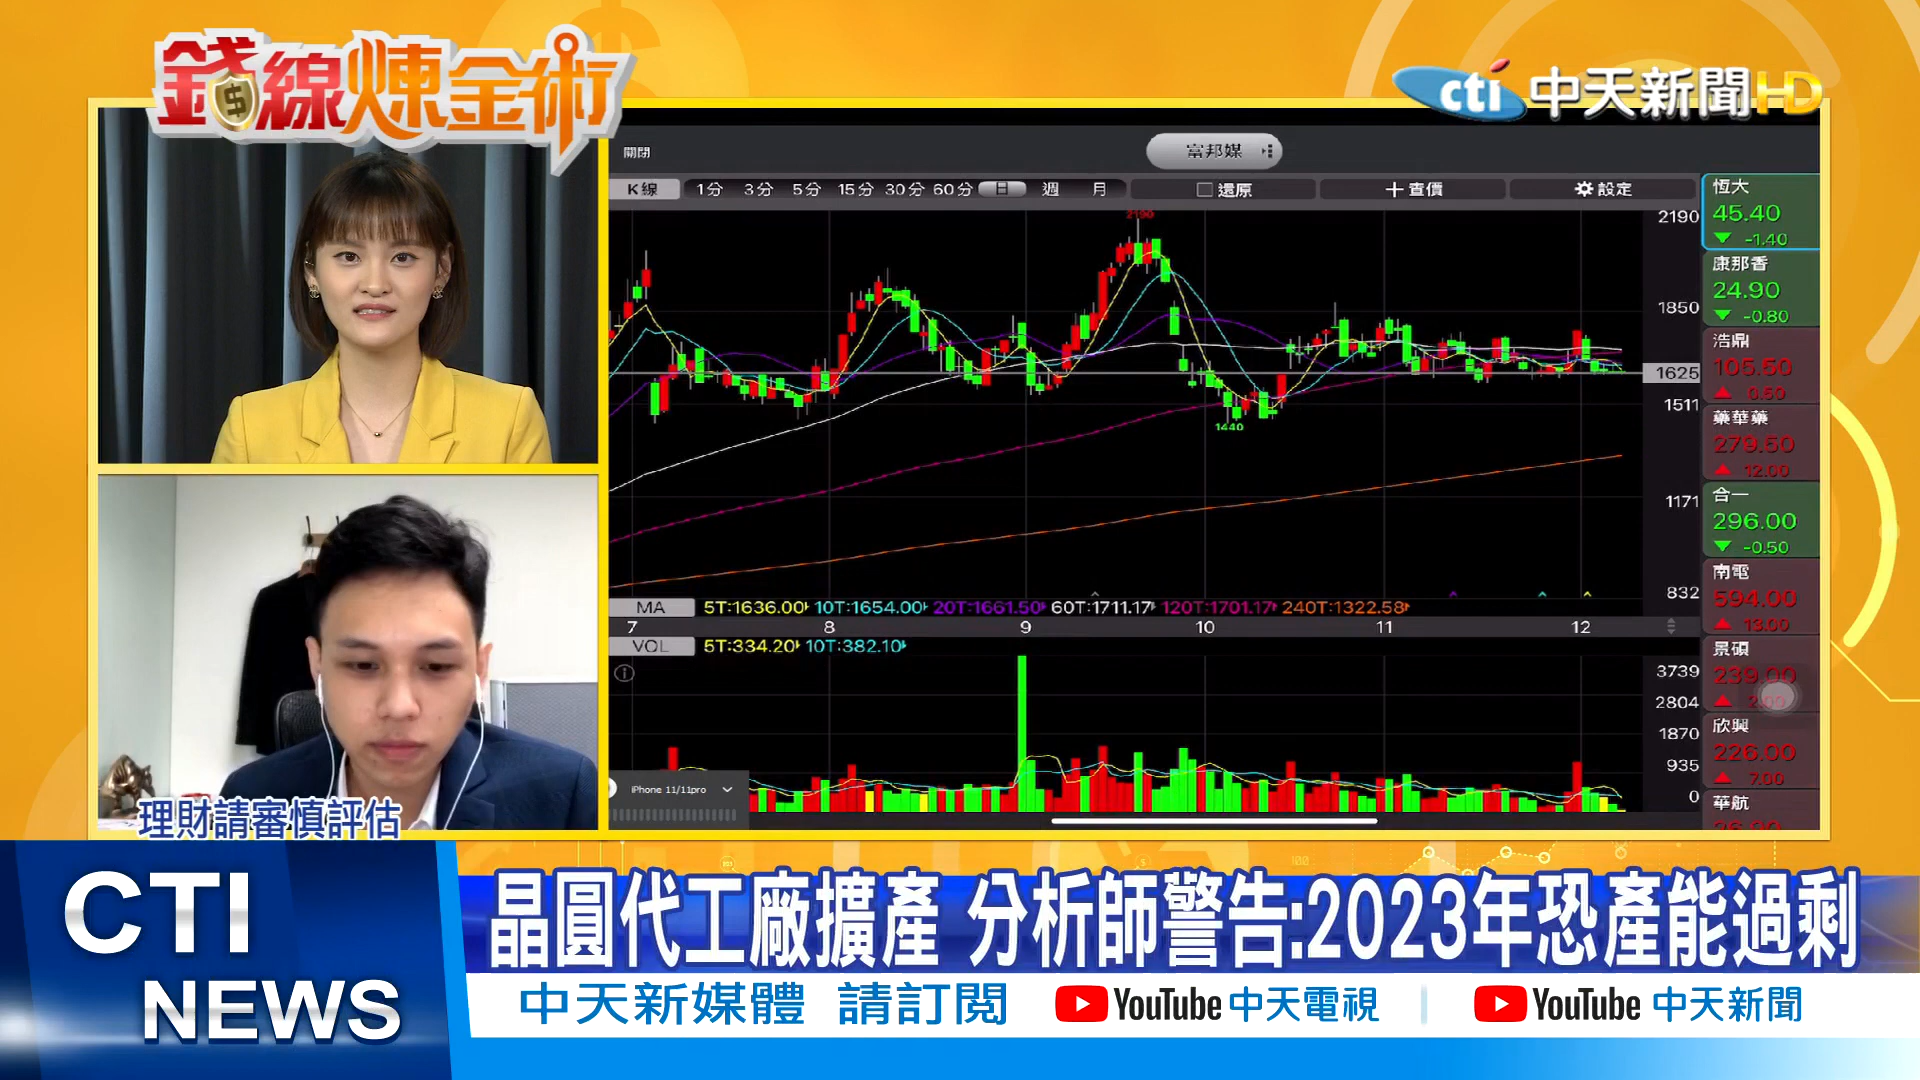 錢線煉金術
$
cti 中天新聞HD
關閉
富邦媒
K線 1分 3分 5分 15分 30分 60分 日 週 月 還原 查價 設定
2190
2190
1850
1625
1511
1440
1171
832
MA 5T:1636.00 10T:1654.00 20T:1661.50 60T:1711.17 120T:1701.17 240T:1322.58
7 8 9 10 11 12
VOL 5T:334.20 10T:382.10
3739
2804
1870
935
0
iPhone 11/11pro
恆大
45.40
-1.40
康那香
24.90
-0.80
浩鼎
105.50
0.50
藥華藥
279.50
12.00
合一
296.00
-0.50
南電
594.00
13.00
景碩
239.00
欣興
226.00
7.00
華航
理財請審慎評估
CTI
NEWS
晶圓代工廠擴產 分析師警告:2023年恐產能過剩
中天新媒體 請訂閱 YouTube 中天電視 | YouTube 中天新聞